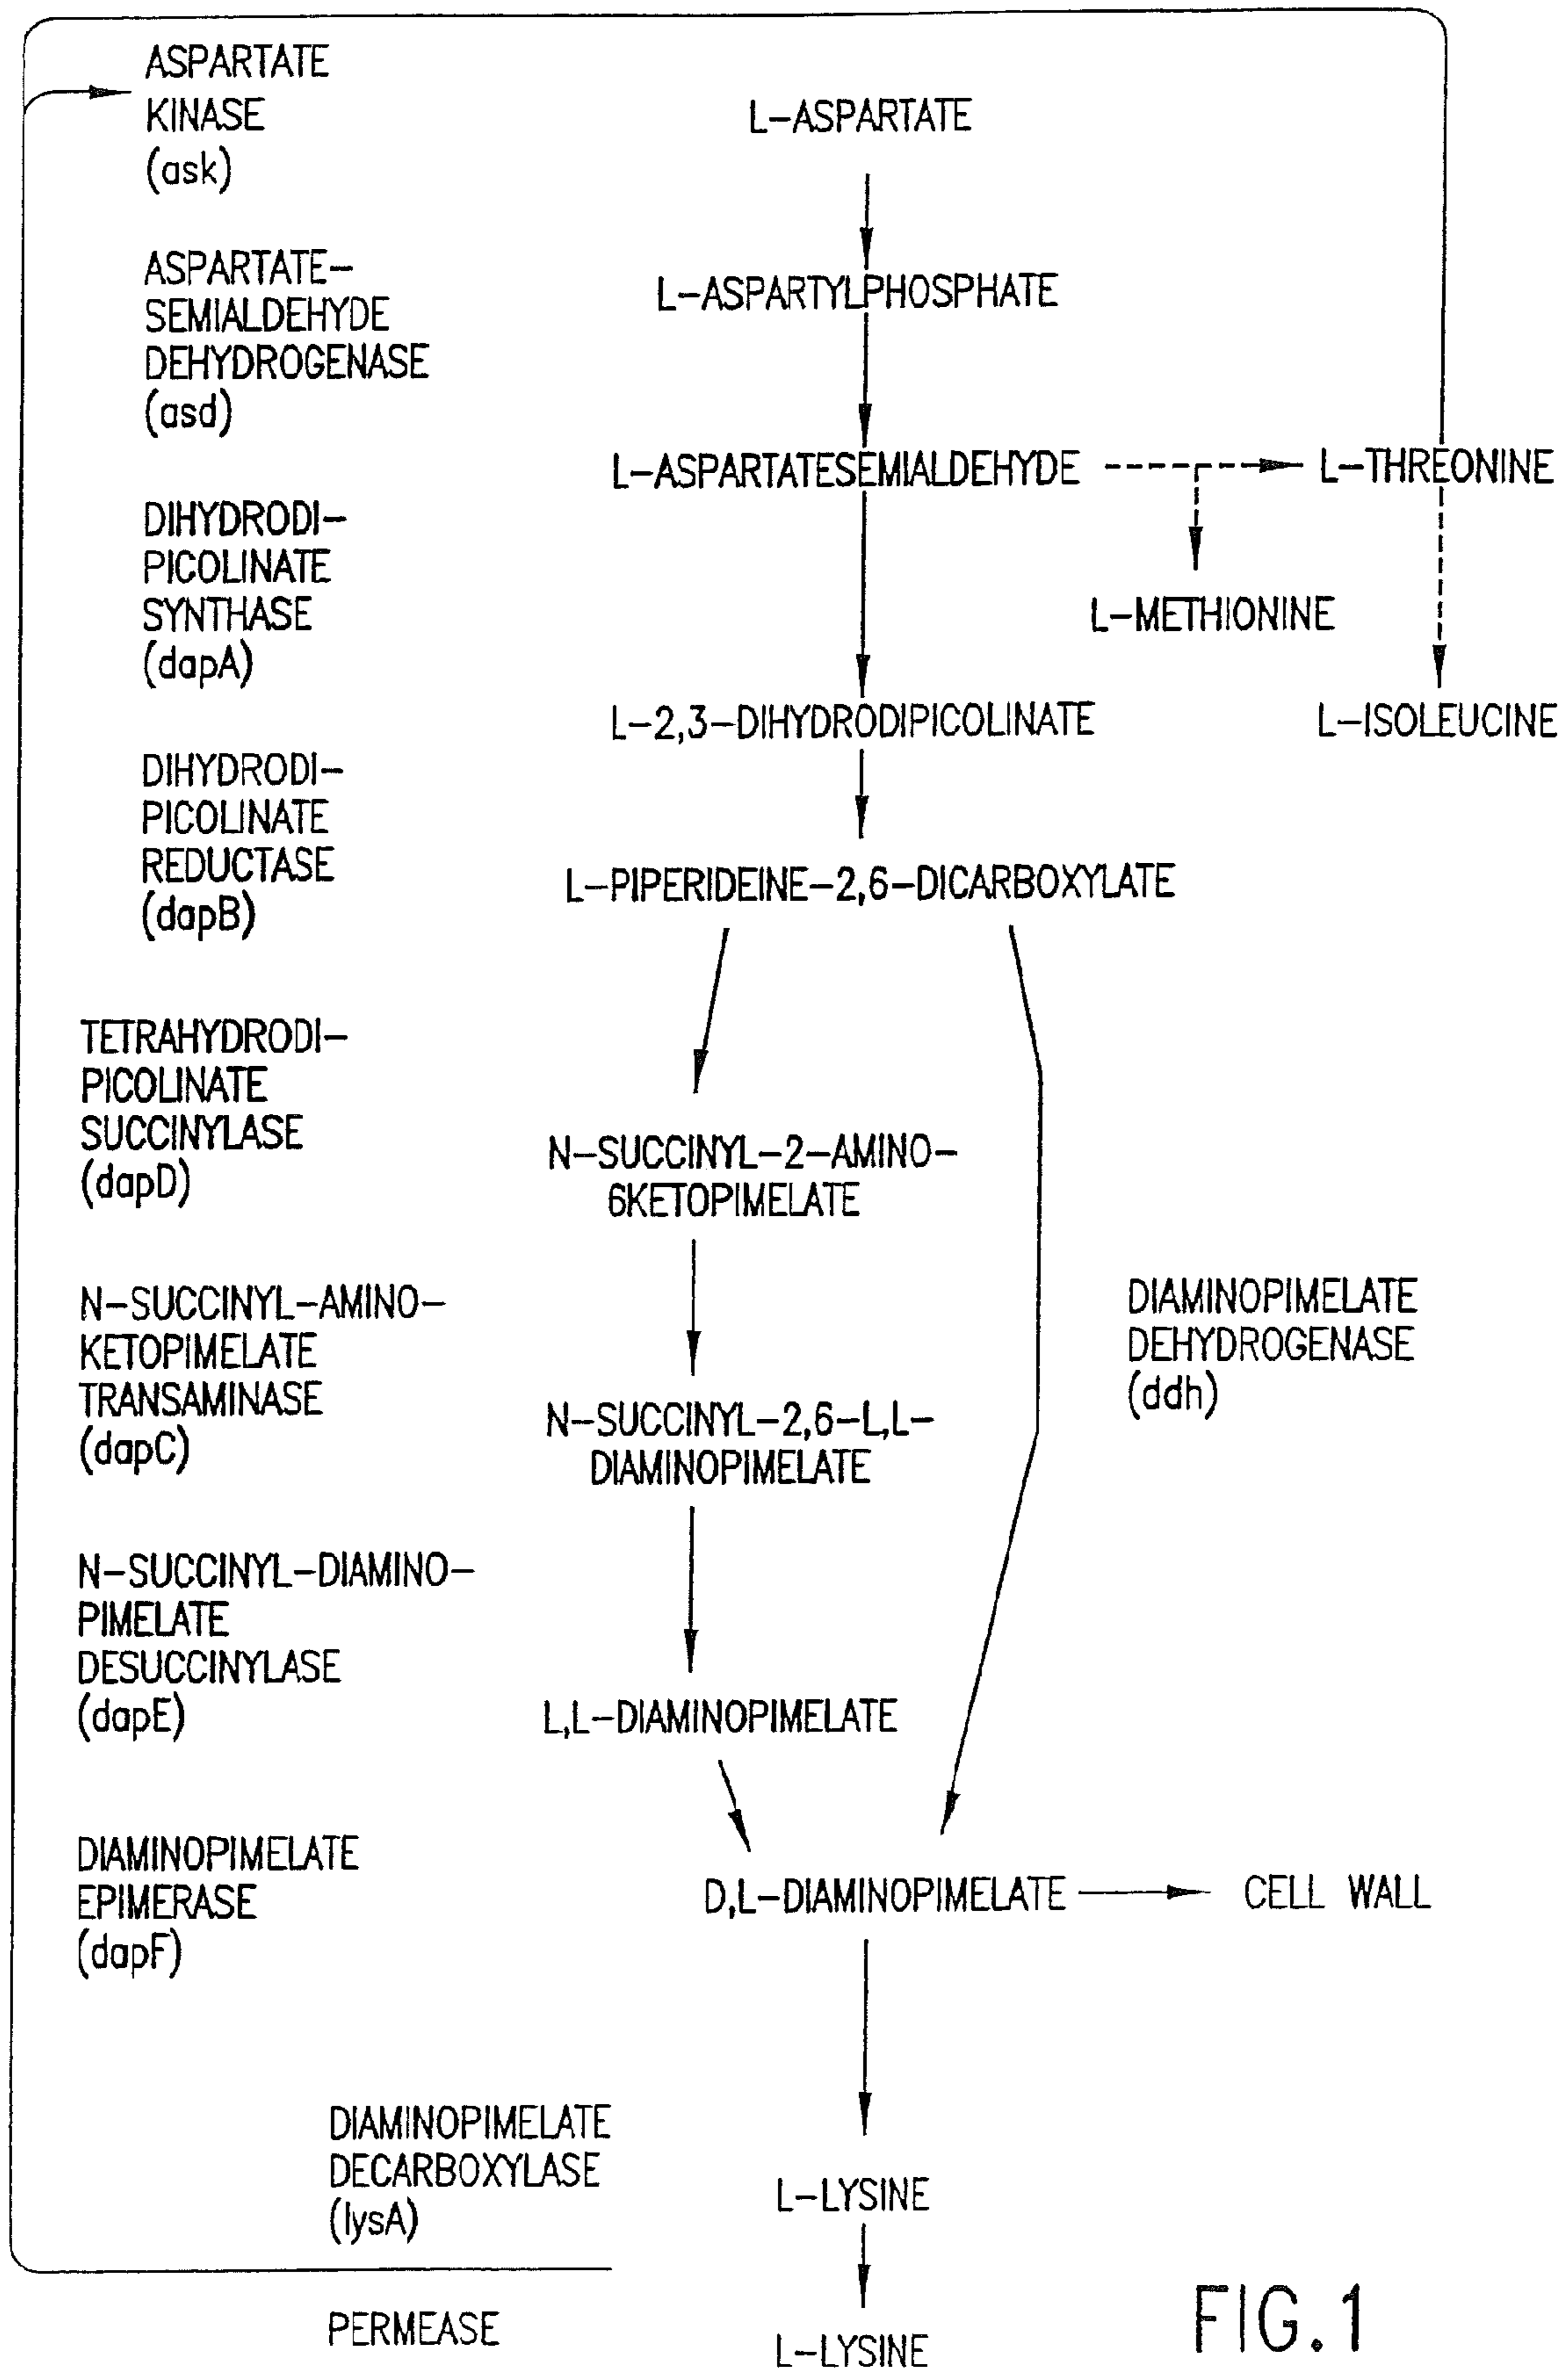 ASPARTATE
KINASE
(ask)
L-ASPARTATE
ASPARTATE-
SEMIALDEHYDE
DEHYDROGENASE
(asd)
L-ASPARTYLPHOSPHATE
L-ASPARTATESEMIALDEHYDE
L-THREONINE
DIHYDRODI-
PICOLINATE
SYNTHASE
(dapA)
L-METHIONINE
L-2,3-DIHYDRODIPICOLINATE
L-ISOLEUCINE
DIHYDRODI-
PICOLINATE
REDUCTASE
(dapB)
L-PIPERIDEINE-2,6-DICARBOXYLATE
TETRAHYDRODI-
PICOLINATE
SUCCINYLASE
(dapD)
N-SUCCINYL-2-AMINO-
6KETOPIMELATE
N-SUCCINYL-AMINO-
KETOPIMELATE
TRANSAMINASE
(dapC)
DIAMINOPIMELATE
DEHYDROGENASE
(ddh)
N-SUCCINYL-2,6-L,L-
DIAMINOPIMELATE
N-SUCCINYL-DIAMINO-
PIMELATE
DESUCCINYLASE
(dapE)
L,L-DIAMINOPIMELATE
DIAMINOPIMELATE
EPIMERASE
(dapF)
D,L-DIAMINOPIMELATE
CELL WALL
DIAMINOPIMELATE
DECARBOXYLASE
(lysA)
L-LYSINE
PERMEASE
L-LYSINE
FIG.1